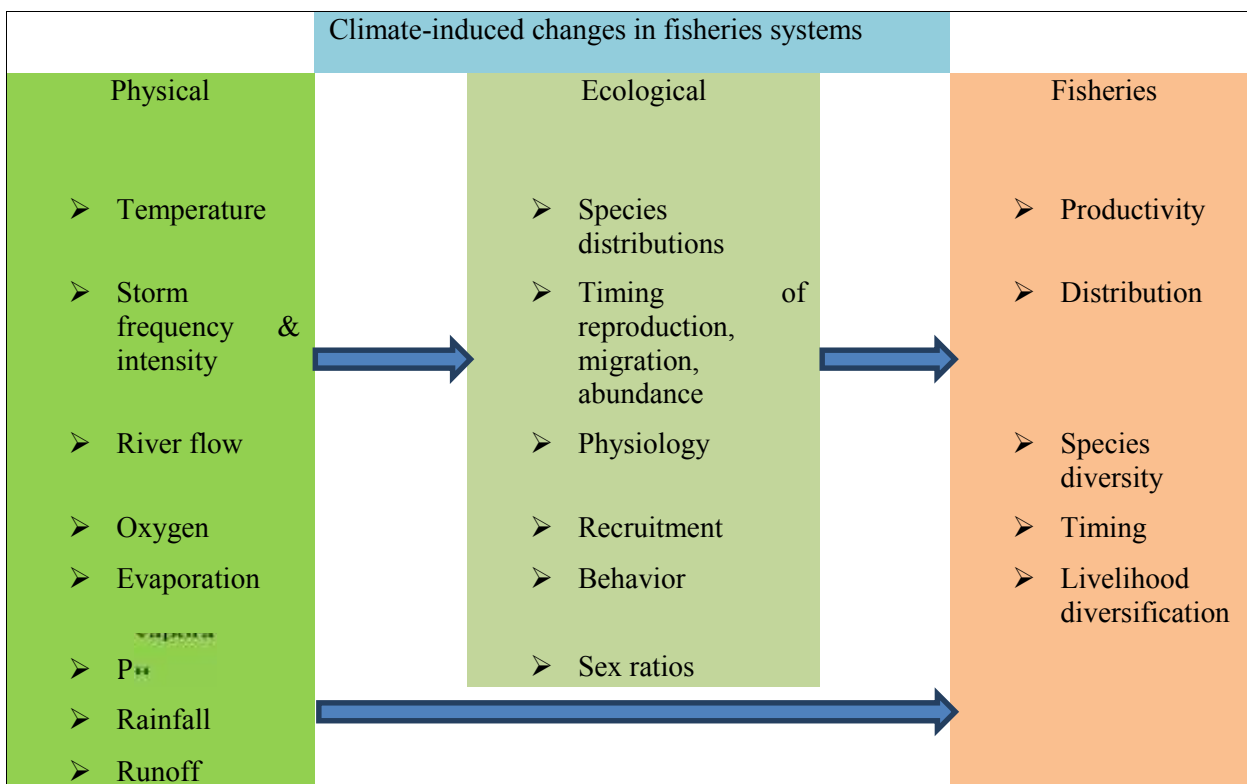 Climate-induced changes in fisheries systems
Physical
➢ Temperature
➢ Storm
frequency &
intensity
➢ River flow
➢ Oxygen
➢ Evaporation
➢
➢ Rainfall
➢ Runoff
Ecological
➢ Species
distributions
➢ Timing of
reproduction,
migration,
abundance
➢ Physiology
➢ Recruitment
➢ Behavior
➢ Sex ratios
Fisheries
➢ Productivity
➢ Distribution
➢ Species
diversity
➢ Timing
➢ Livelihood
diversification